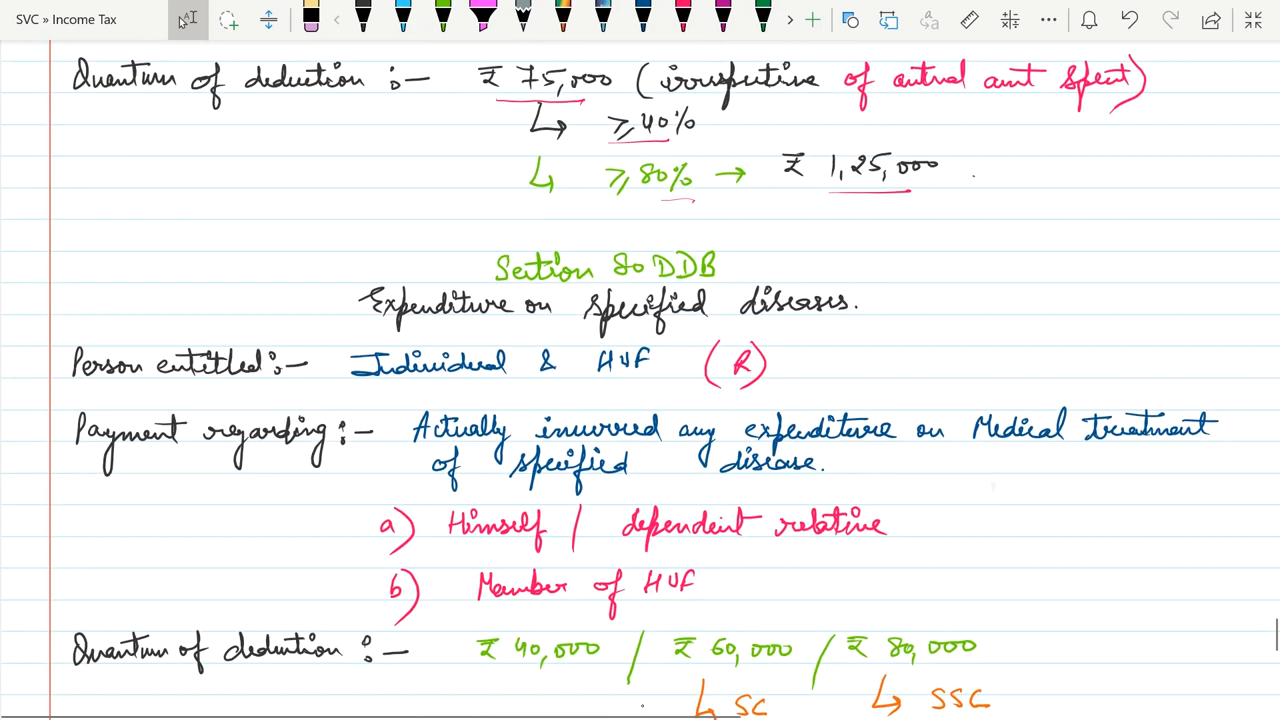 SVC » Income Tax
Quantum of deduction :- ₹ 75,000 (irrespective of actual amt spent)
↳ ≥40%
↳ ≥80% → ₹ 1,25,000
Section 80 DDB
Expenditure on specified diseases.
Person entitled:- Individual & HUF (R)
Payment regarding :- Actually incurred any expenditure on Medical treatment
of specified disease.
a) Himself / dependent relative
b) Member of HUF
Quantum of deduction :- ₹ 40,000 / ₹ 60,000 / ₹ 80,000
↳ SC ↳ SSC